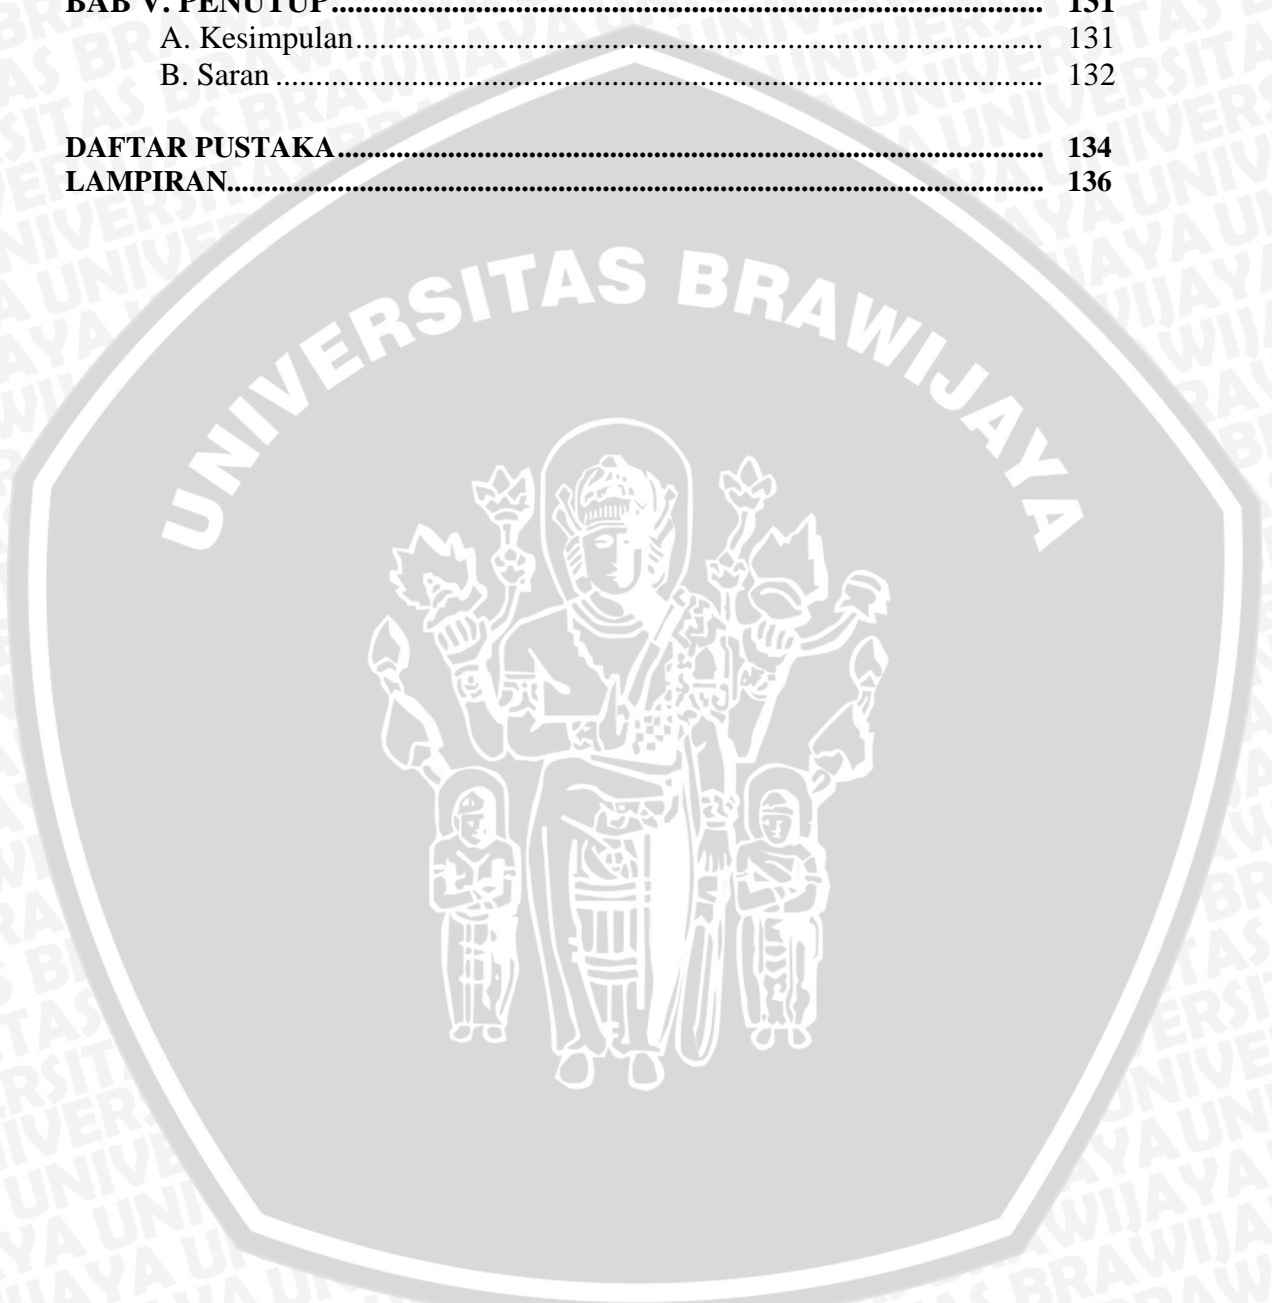 BAB V. PENUTUP.................................................................................................. 131
A. Kesimpulan...................................................................................... 131
B. Saran ................................................................................................ 132
DAFTAR PUSTAKA................................................................................................ 134
LAMPIRAN............................................................................................................... 136
UNIVERSITAS BRAWIJAYA